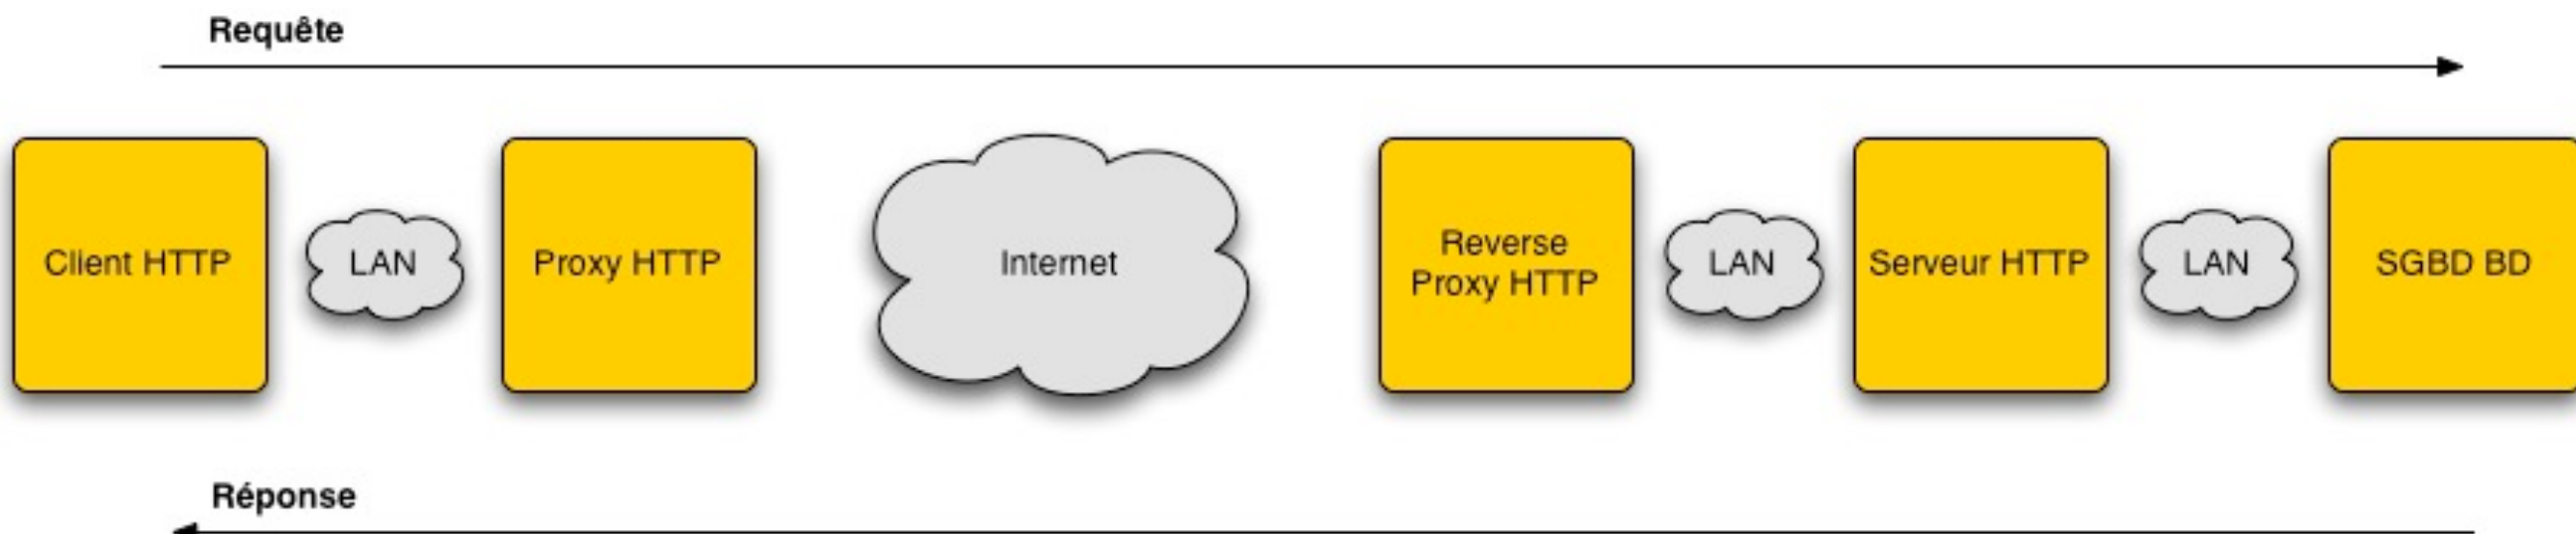 Requête
Client HTTP
LAN
Proxy HTTP
Internet
Reverse
Proxy HTTP
LAN
Serveur HTTP
LAN
SGBD BD
Réponse